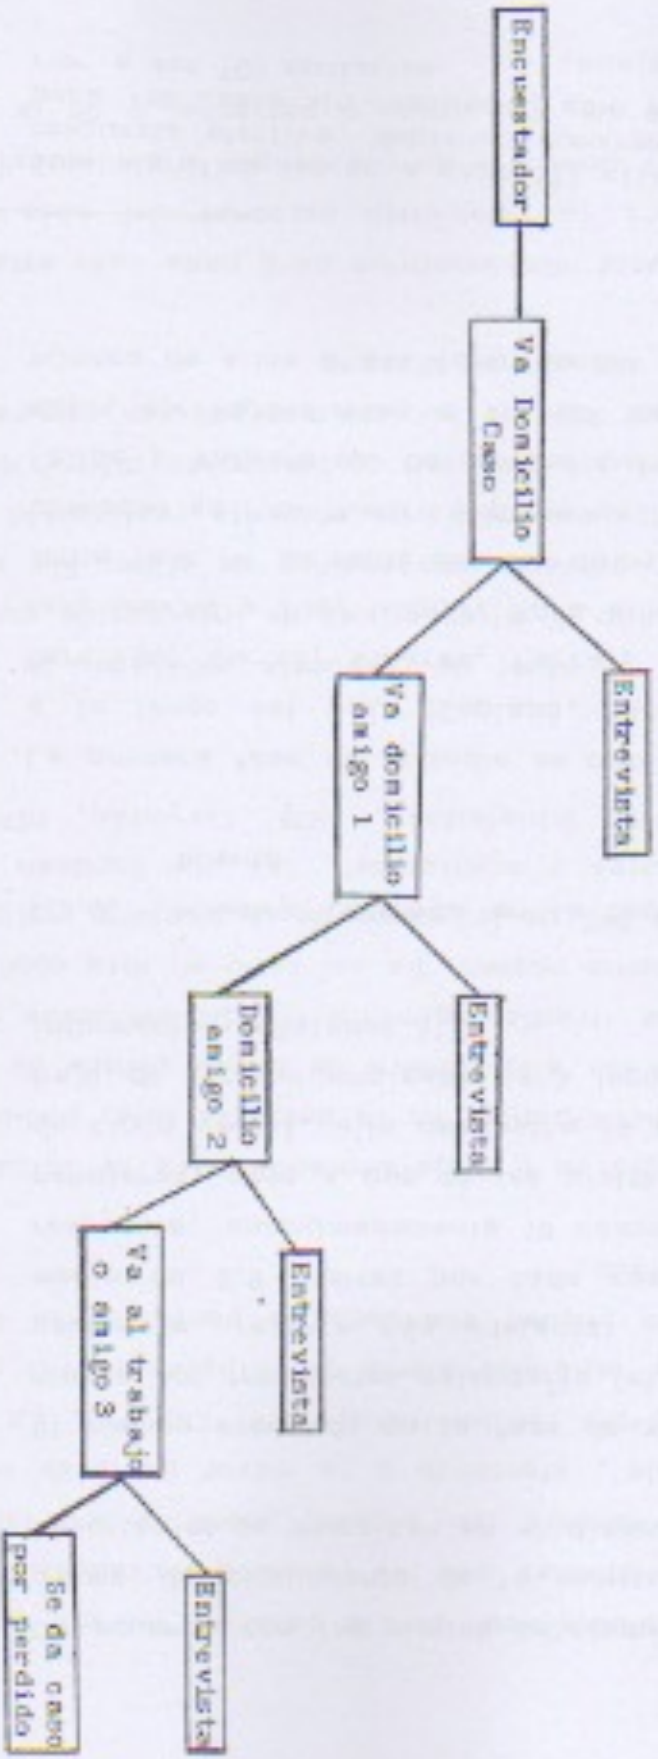 Encuestador
Va Domicilio
Caso
Entrevista
Va domicilio
amigo 1
Entrevista
Domicilio
amigo 2
Entrevista
Va al trabajo
o amigo 3
Entrevista
Se da caso
por perdido